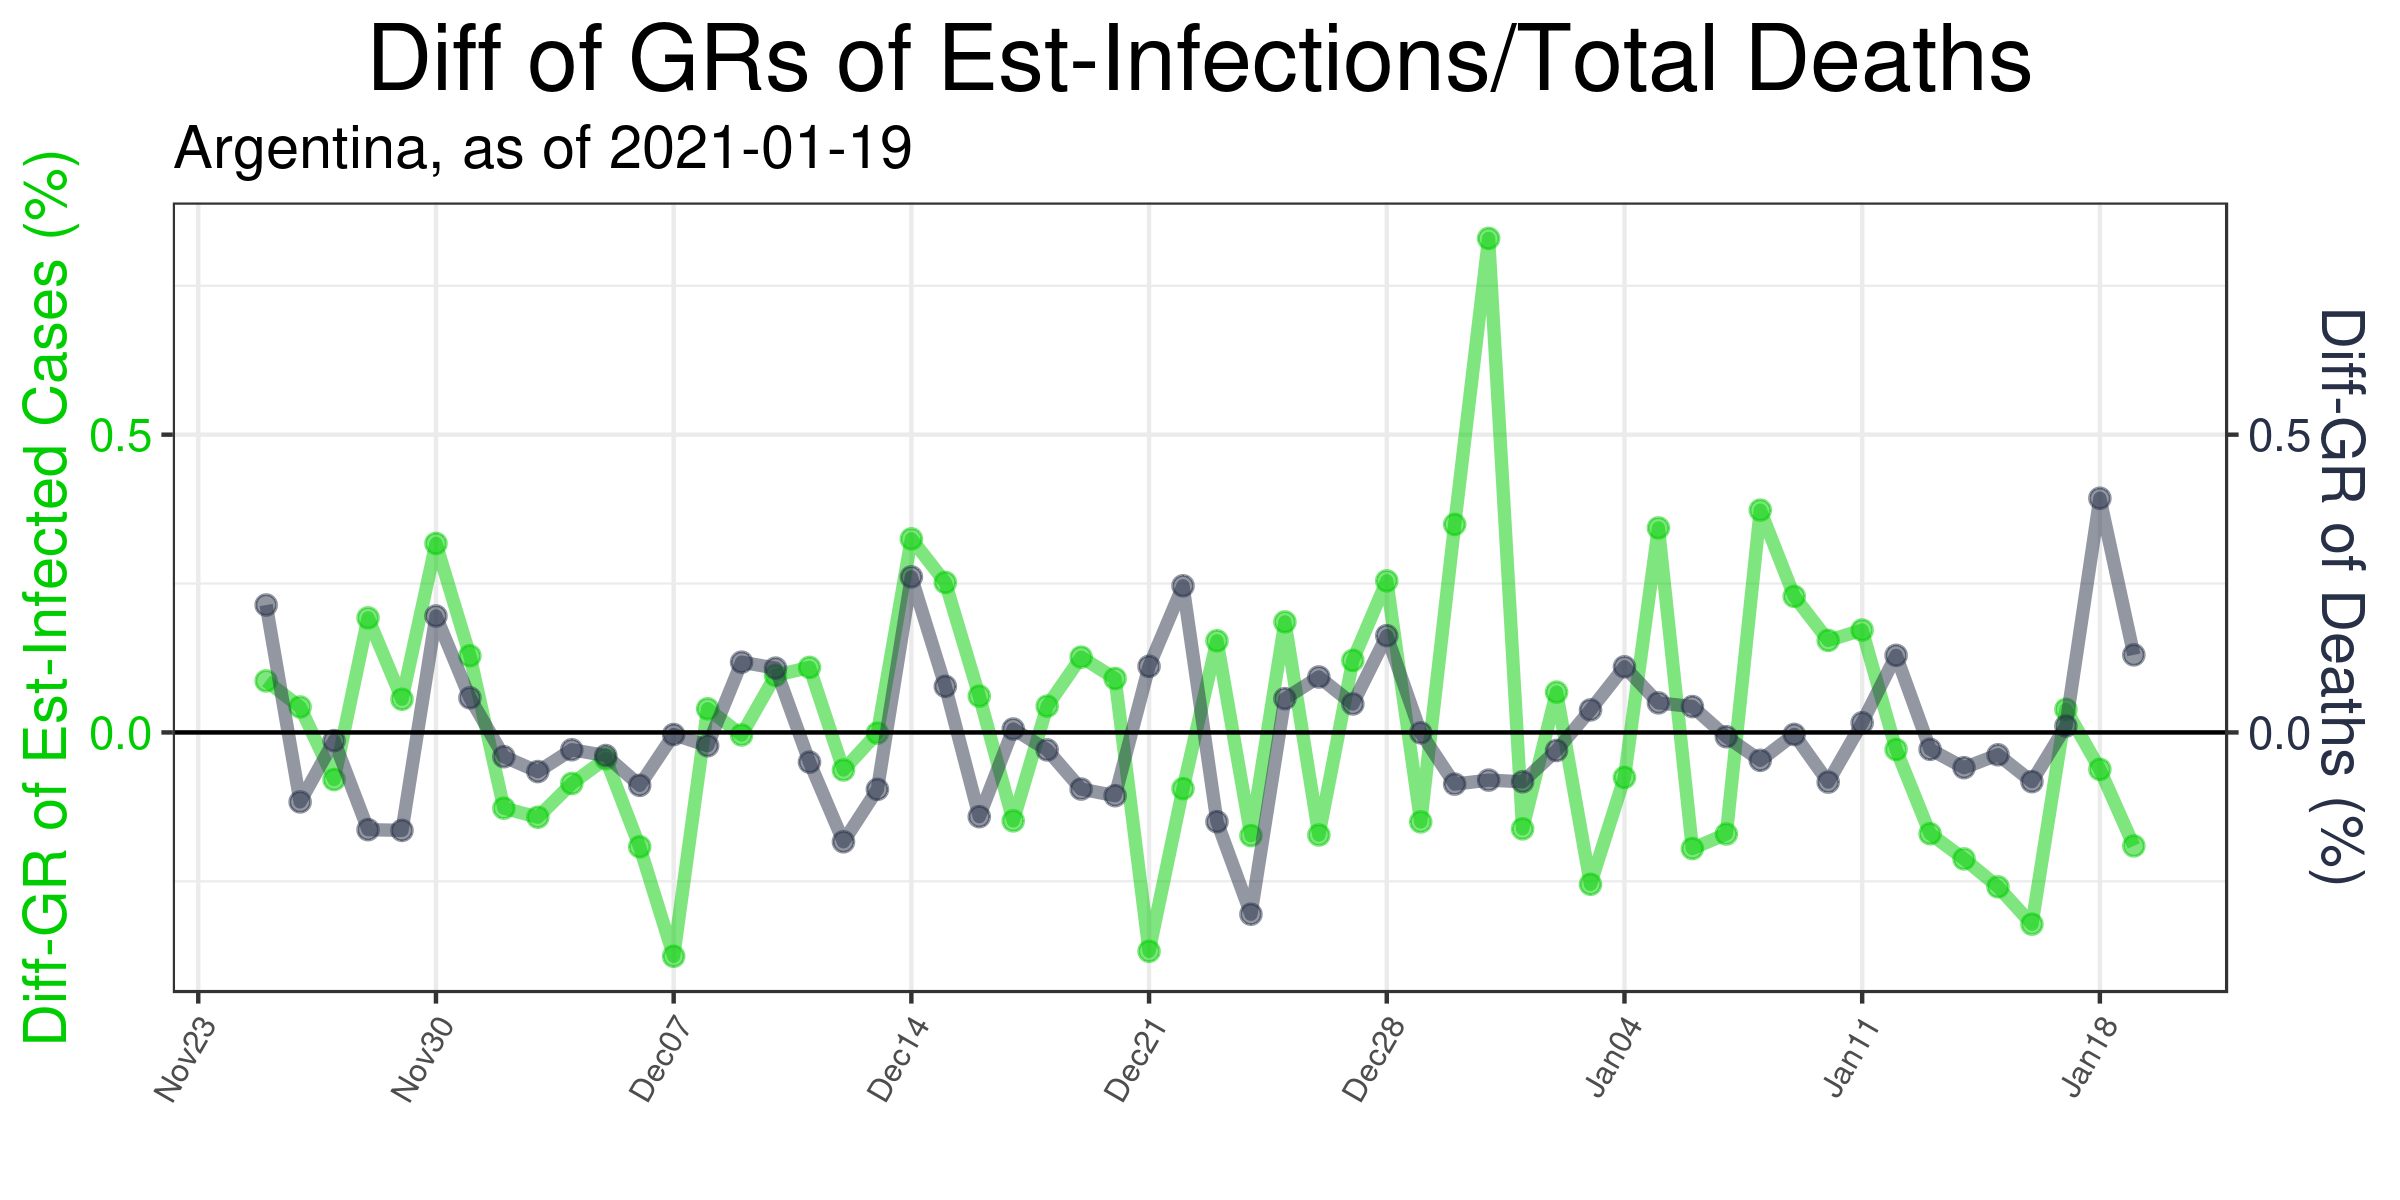 Diff of GRs of Est-Infections/Total Deaths
Argentina, as of 2021-01-19
Diff-GR of Est-Infected Cases (%)
0.5
0.0
0.5
0.0
Diff-GR of Deaths (%)
Nov23
Nov30
Dec07
Dec14
Dec21
Dec28
Jan04
Jan11
Jan18